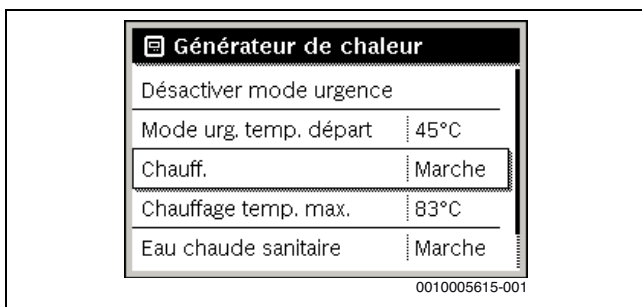 Générateur de chaleur
Désactiver mode urgence
Mode urg. temp. départ 45°C
Chauff. Marche
Chauffage temp. max. 83°C
Eau chaude sanitaire Marche
0010005615-001